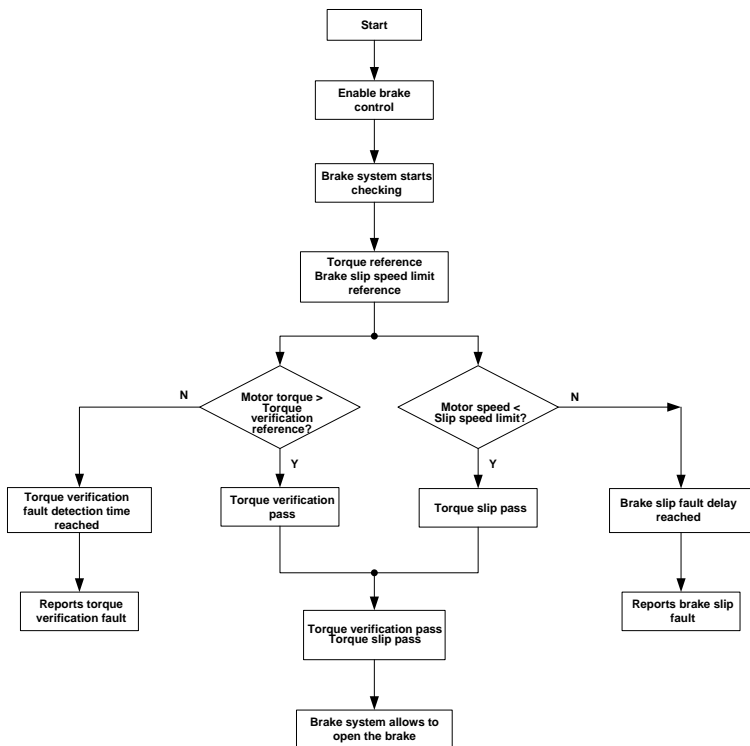 Start
Enable brake
control
Brake system starts
checking
Torque reference
Brake slip speed limit
reference
N
Motor torque >
Torque
verification
reference?
Motor speed <
Slip speed limit?
N
Y
Y
Torque verification
fault detection time
reached
Torque verification
pass
Torque slip pass
Brake slip fault delay
reached
Reports torque
verification fault
Torque verification pass
Torque slip pass
Reports brake slip
fault
Brake system allows to
open the brake